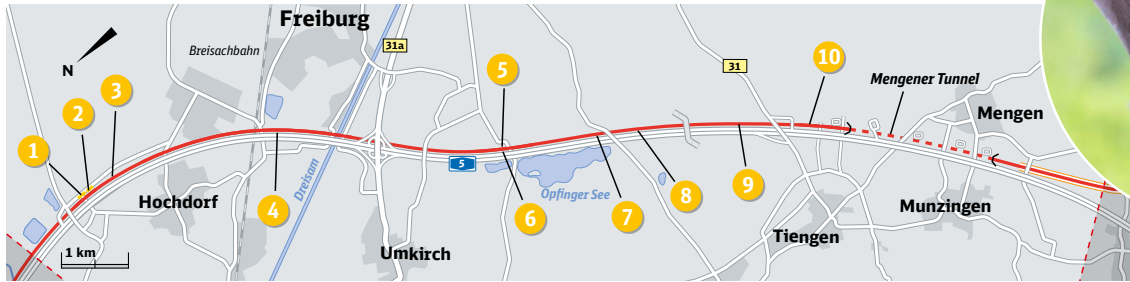 Freiburg
31a
Breisachbahn
N
1
2
3
4
5
6
7
8
9
10
31
Mengener Tunnel
Mengen
Hochdorf
Dreisam
5
Opfinger See
Umkirch
Tiengen
Munzingen
1 km